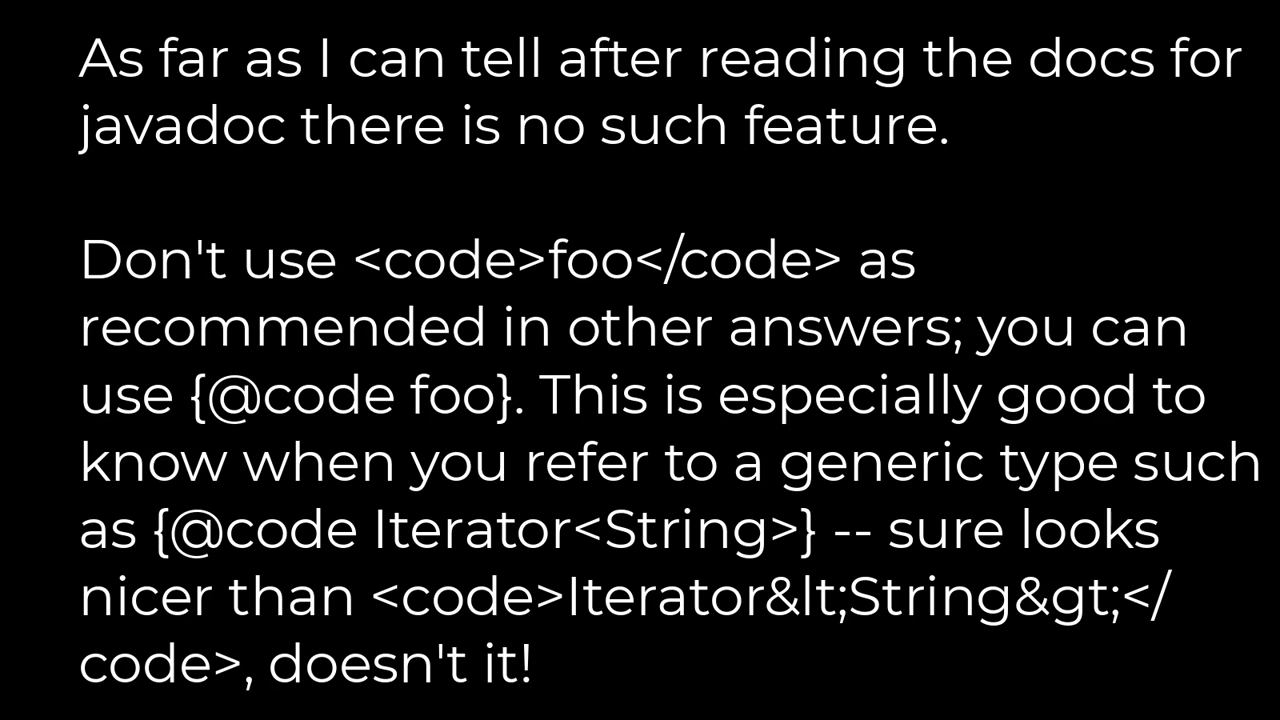 As far as I can tell after reading the docs for
javadoc there is no such feature.
Don't use <code>foo</code> as
recommended in other answers; you can
use {@code foo}. This is especially good to
know when you refer to a generic type such
as {@code Iterator<String>} -- sure looks
nicer than <code>Iterator&lt;String&gt;</
code>, doesn't it!